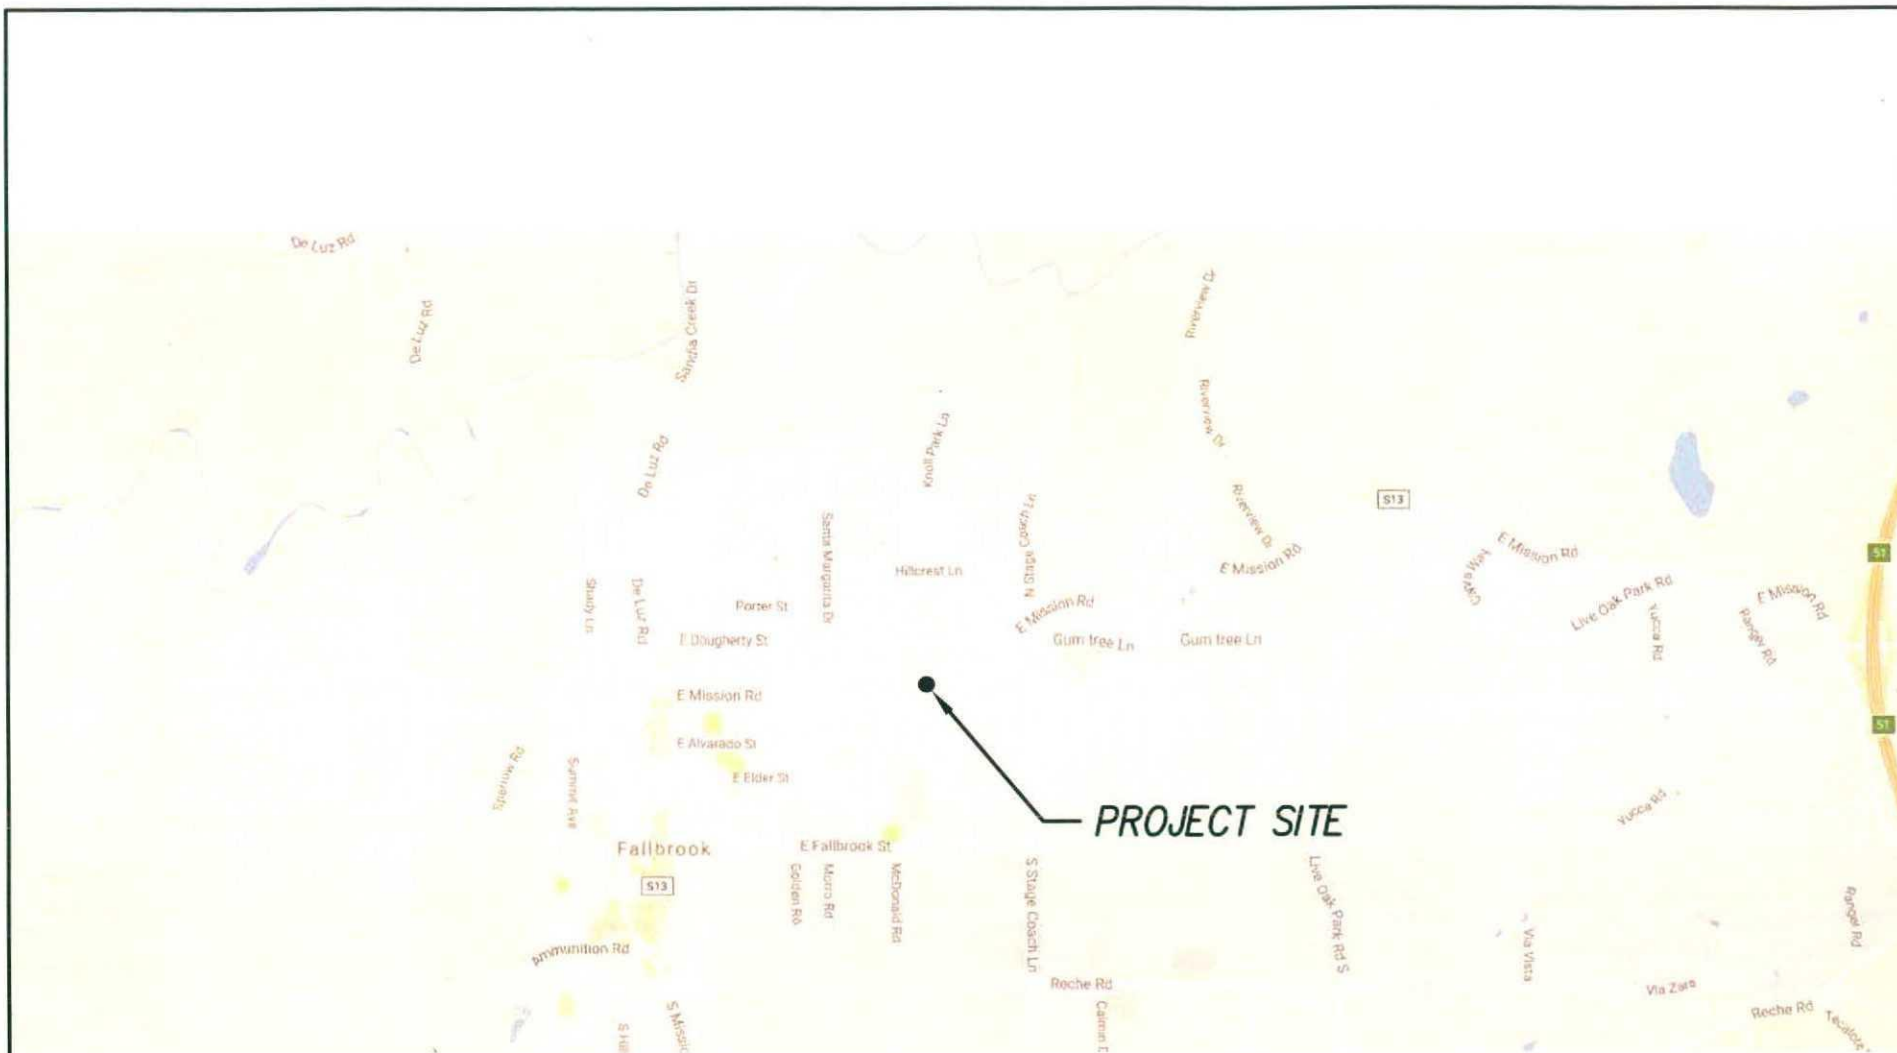 De Luz Rd
De Luz Rd
Sandia Creek Dr
Riverview Dr
Riverview Dr
Knoll Park Ln
De Luz Rd
Riverview Dr
S13
N Stage Coach Ln
Santa Margarita Dr
E Mission Rd
E Mission Rd
51
Hillcrest Ln
Shady Ln
De Luz Rd
Porter St
E Mission Rd
Live Oak Park Rd
E Mission Rd
E Dougherty St
Gum tree Ln
Gum tree Ln
Yucca Rd
Ranger Rd
E Mission Rd
51
E Alvarado St
E Elder St
Sparrow Rd
Summit Ave
Yucca Rd
PROJECT SITE
Fallbrook
E Fallbrook St
S13
Golden Rd
Morro Rd
McDonald Rd
S Stage Coach Ln
Live Oak Park Rd S
Rangel Rd
Ammunition Rd
Via Vista
Reche Rd
Via Zara
Reche Rd